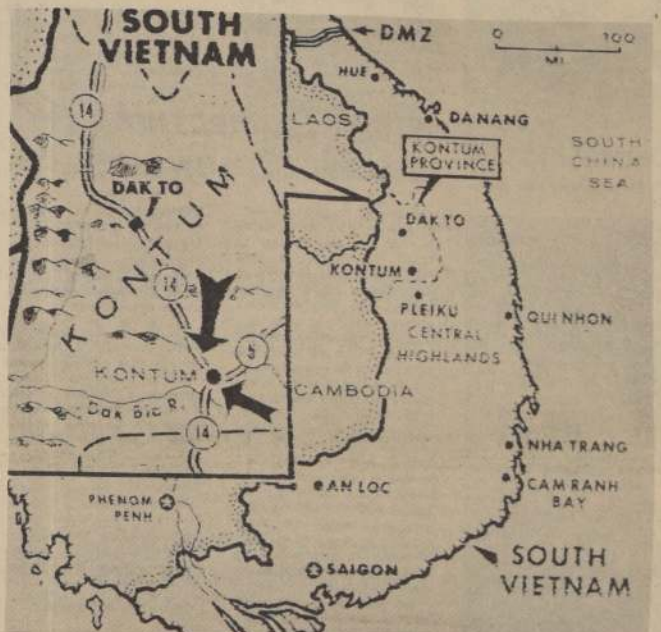 SOUTH
VIETNAM
14
DAK TO
KONTUM
14
5
KONTUM
Dak Bla R.
14
DMZ
0 100
MI.
HUE
DA NANG
LAOS
KONTUM
PROVINCE
SOUTH
CHINA
SEA
DAK TO
KONTUM
PLEIKU
CENTRAL
HIGHLANDS
QUI NHON
CAMBODIA
NHA TRANG
CAM RANH
BAY
AN LOC
PHENOM
PENH
SAIGON
SOUTH
VIETNAM